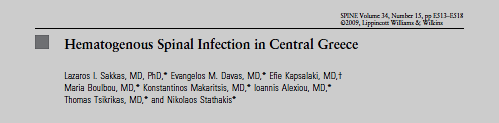 SPINE Volume 34, Number 15, pp E513–E518
©2009, Lippincott Williams & Wilkins
Hematogenous Spinal Infection in Central Greece
Lazaros I. Sakkas, MD, PhD,* Evangelos M. Davas, MD,* Efie Kapsalaki, MD,†
Maria Boulbou, MD,* Konstantinos Makaritsis, MD,* Ioannis Alexiou, MD,*
Thomas Tsikrikas, MD,* and Nikolaos Stathakis*